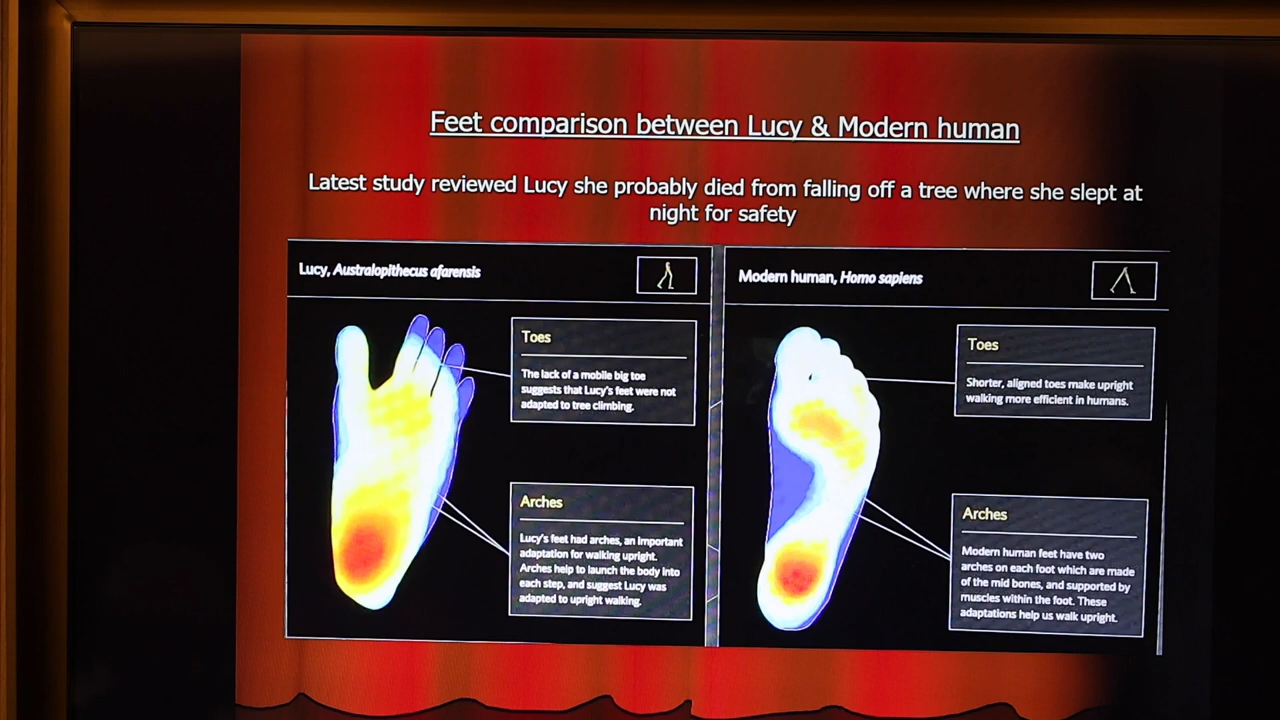 Feet comparison between Lucy & Modern human
Latest study reviewed Lucy she probably died from falling off a tree where she slept at
night for safety
Lucy, Australopithecus afarensis
Toes
The lack of a mobile big toe
suggests that Lucy's feet were not
adapted to tree climbing.
Arches
Lucy's feet had arches, an important
adaptation for walking upright.
Arches help to launch the body into
each step, and suggest Lucy was
adapted to upright walking.
Modern human, Homo sapiens
Toes
Shorter, aligned toes make upright
walking more efficient in humans.
Arches
Modern human feet have two
arches on each foot which are made
of the mid bones, and supported by
muscles within the foot. These
adaptations help us walk upright.